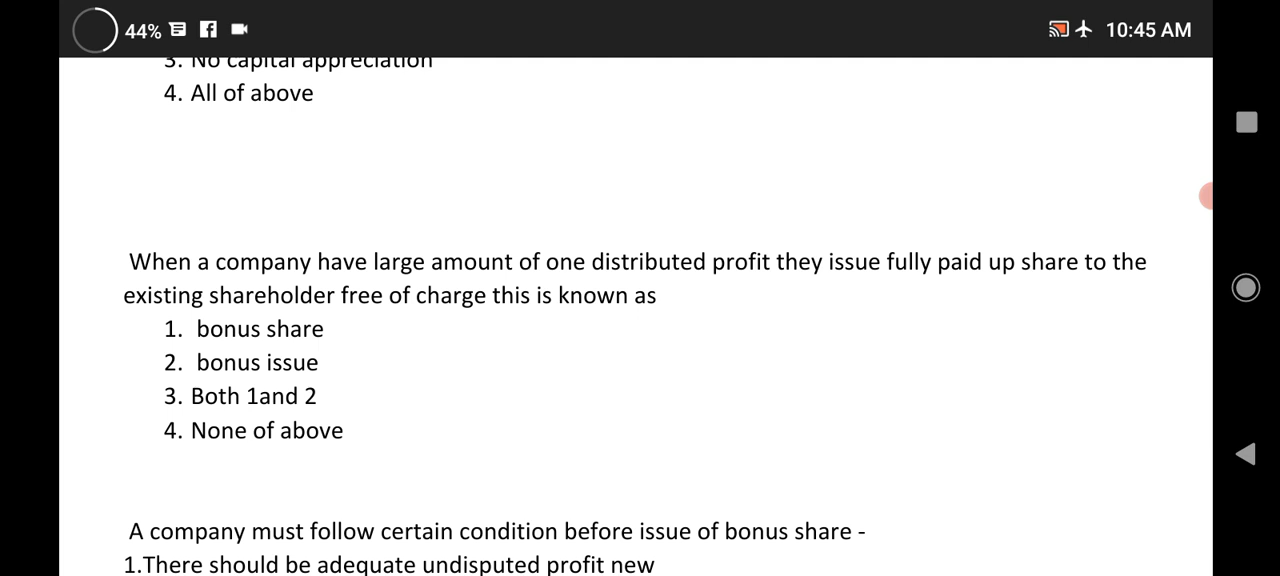 44%
10:45 AM
3. No capital appreciation
4. All of above
When a company have large amount of one distributed profit they issue fully paid up share to the
existing shareholder free of charge this is known as
1. bonus share
2. bonus issue
3. Both 1and 2
4. None of above
A company must follow certain condition before issue of bonus share -
1.There should be adequate undisputed profit new